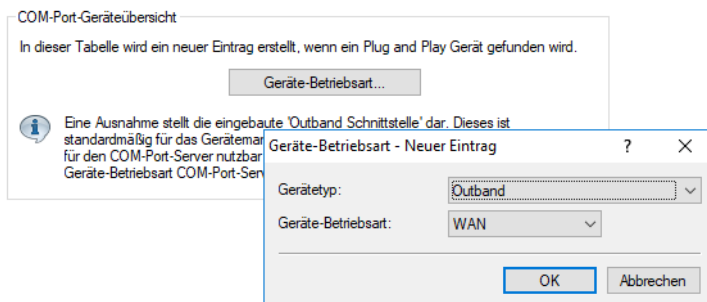 COM-Port-Geräteübersicht
In dieser Tabelle wird ein neuer Eintrag erstellt, wenn ein Plug and Play Gerät gefunden wird.
Geräte-Betriebsart...
Eine Ausnahme stellt die eingebaute 'Outband Schnittstelle' dar. Dieses ist
standardmäßig für das
für den COM-Port-Server nutzbar
Geräte-Betriebsart
Geräte-Betriebsart - Neuer Eintrag
?
Gerätetyp:
Outband
Geräte-Betriebsart:
WAN
OK
Abbrechen